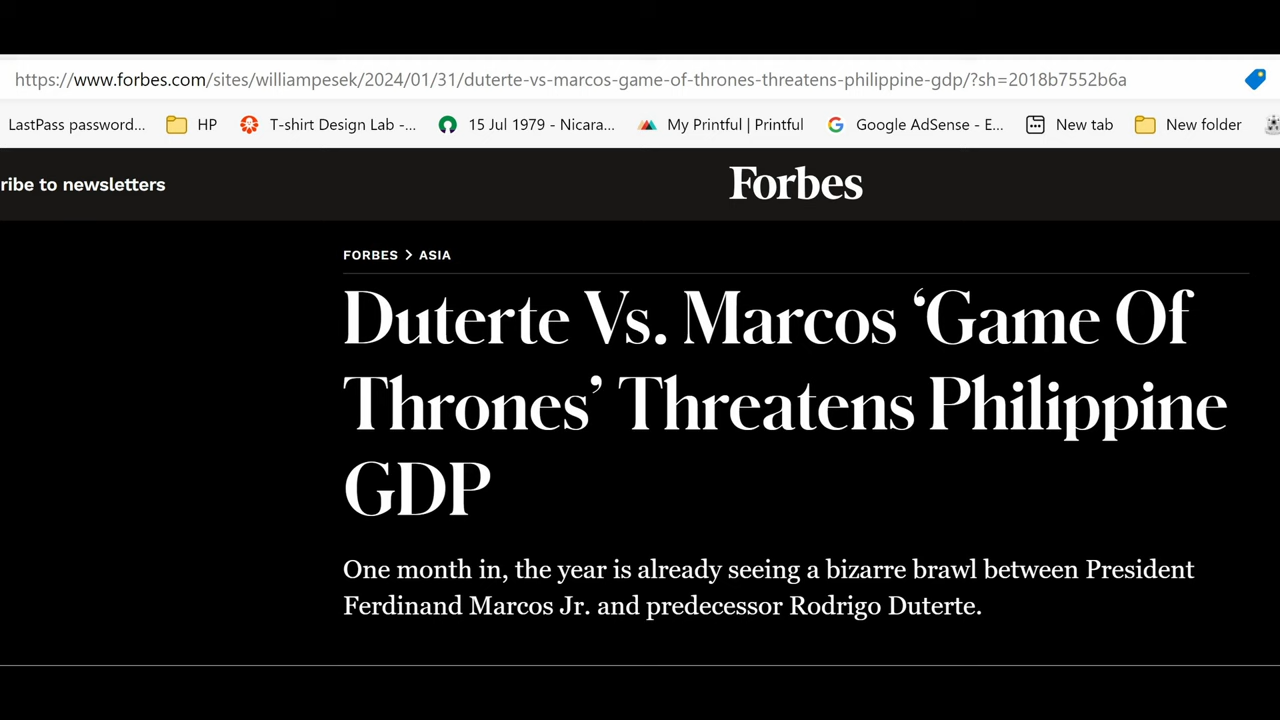 https://www.forbes.com/sites/williampesek/2024/01/31/duterte-vs-marcos-game-of-thrones-threatens-philippine-gdp/?sh=2018b7552b6a
LastPass password... HP T-shirt Design Lab -... 15 Jul 1979 - Nicara... My Printful | Printful Google AdSense - E... New tab New folder
ribe to newsletters Forbes
FORBES > ASIA
Duterte Vs. Marcos ‘Game Of
Thrones’ Threatens Philippine
GDP
One month in, the year is already seeing a bizarre brawl between President
Ferdinand Marcos Jr. and predecessor Rodrigo Duterte.